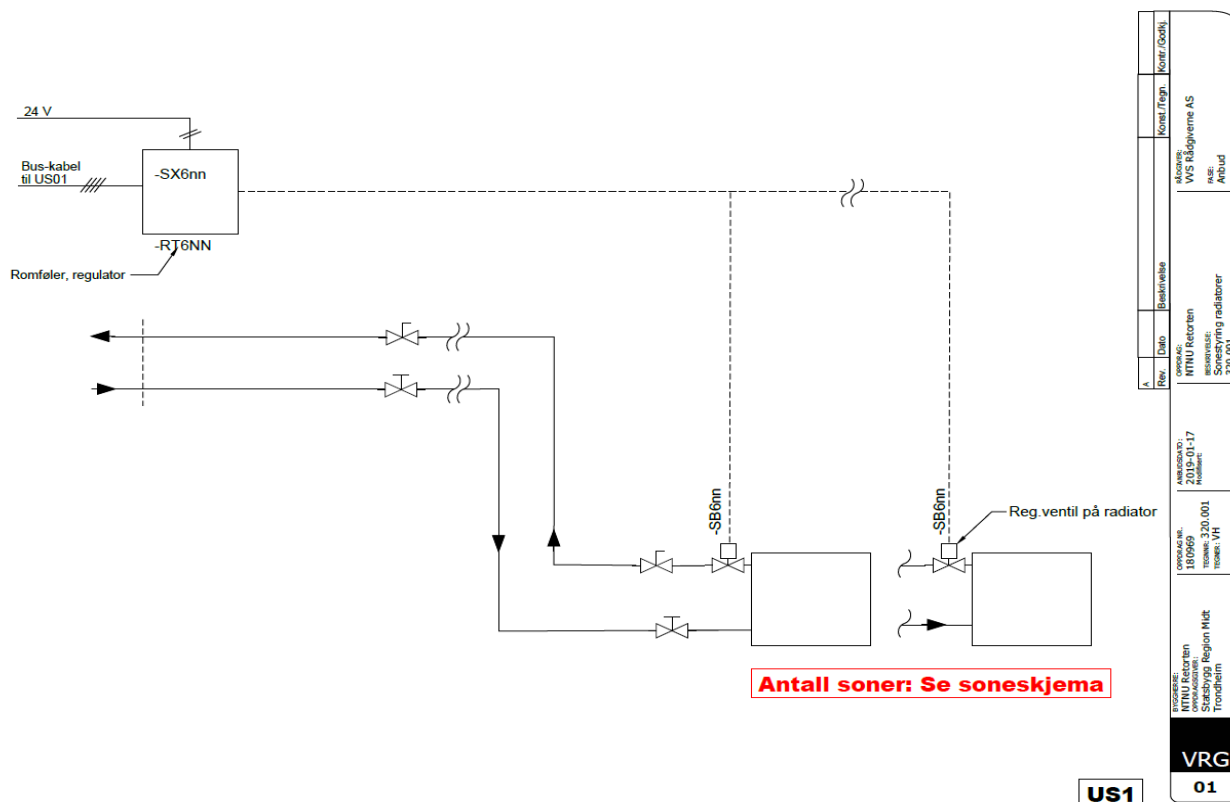 24 V
Bus-kabel
til US01
-SX6nn
-RT6NN
Romføler, regulator
-SB6nn
-SB6nn
Reg.ventil på radiator
Antall soner: Se soneskjema
US1
A
Rev.
Dato
Beskrivelse
Konst./Tegn.
Kontr./Godkj.
BYGGHERRE:
NTNU Retorten
OPPDRAGSGIVER:
Statsbygg Region Midt
Trondheim
OPPDRAG NR.
180969
TEGNNR: 320.001
TEGNER: VH
ANBUDSDATO:
2019-01-17
Modifisert:
OPPDRAG:
NTNU Retorten
BESKRIVELSE:
Sonestyring radiatorer
320.001
RÅDGIVER:
VVS Rådgiverne AS
FASE:
Anbud
VRG
01